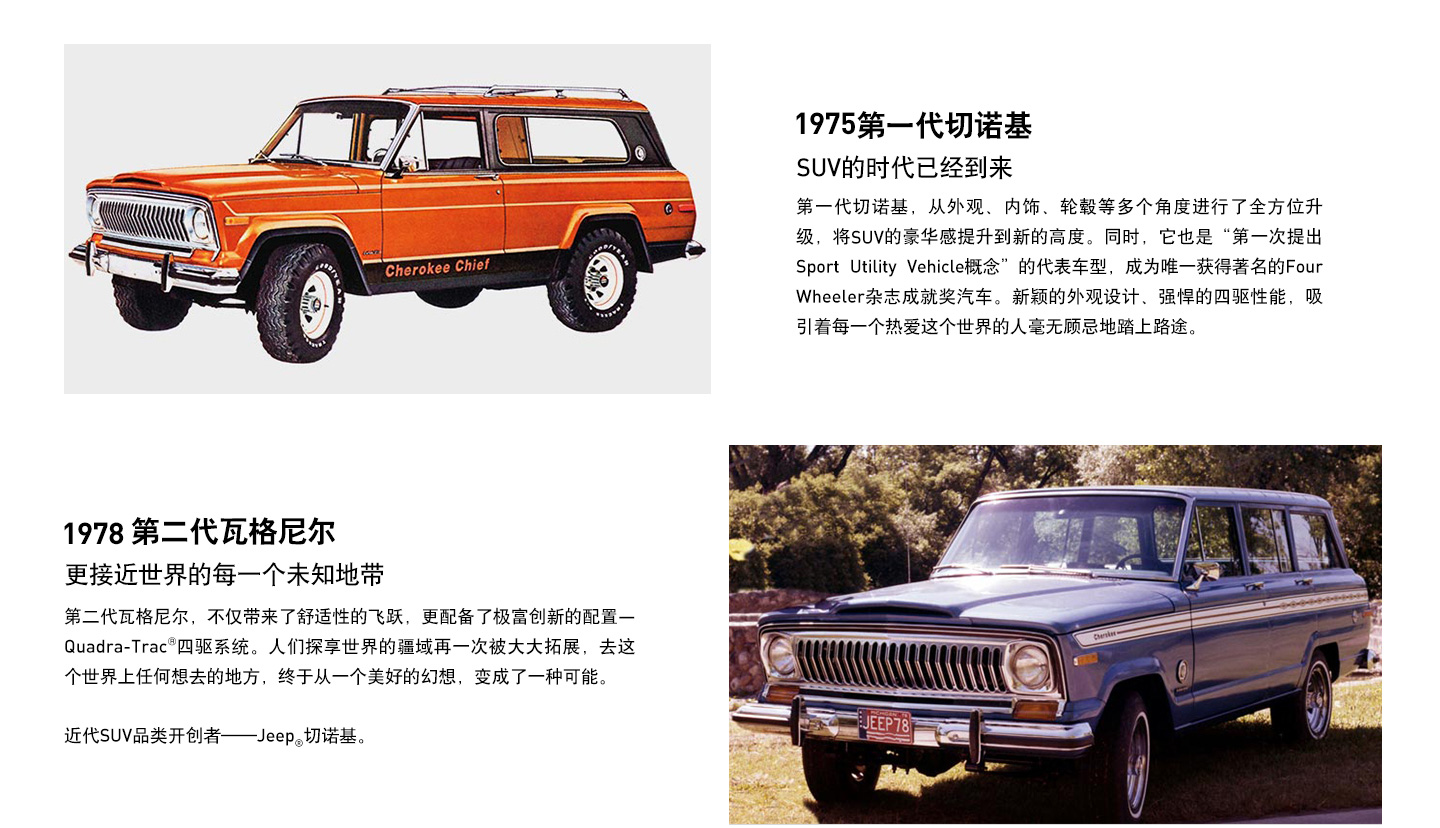 1975第一代切诺基
SUV的时代已经到来
第一代切诺基，从外观、内饰、轮毂等多个角度进行了全方位升
级，将SUV的豪华感提升到新的高度。同时，它也是“第一次提出
Sport Utility Vehicle概念”的代表车型，成为唯一获得著名的Four
Wheeler杂志成就奖汽车。新颖的外观设计、强悍的四驱性能，吸
引着每一个热爱这个世界的人毫无顾忌地踏上路途。
Cherokee Chief
GOODYEAR
TRACKER
GOODYEAR
TRACKER
1978 第二代瓦格尼尔
更接近世界的每一个未知地带
第二代瓦格尼尔，不仅带来了舒适性的飞跃，更配备了极富创新的配置—
Quadra-Trac®四驱系统。人们探享世界的疆域再一次被大大拓展，去这
个世界上任何想去的地方，终于从一个美好的幻想，变成了一种可能。
近代SUV品类开创者——Jeep®切诺基。
Cherokee
MICHIGAN 78
JEEP78